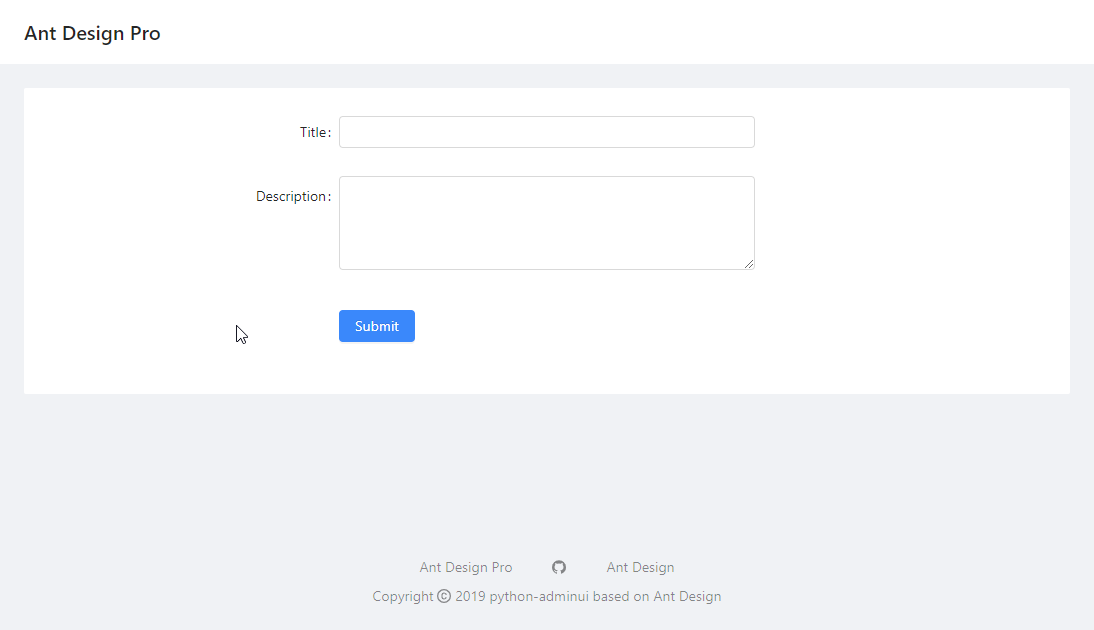 Ant Design Pro
Title:
Description:
Submit
Ant Design Pro Ant Design
Copyright © 2019 python-adminui based on Ant Design